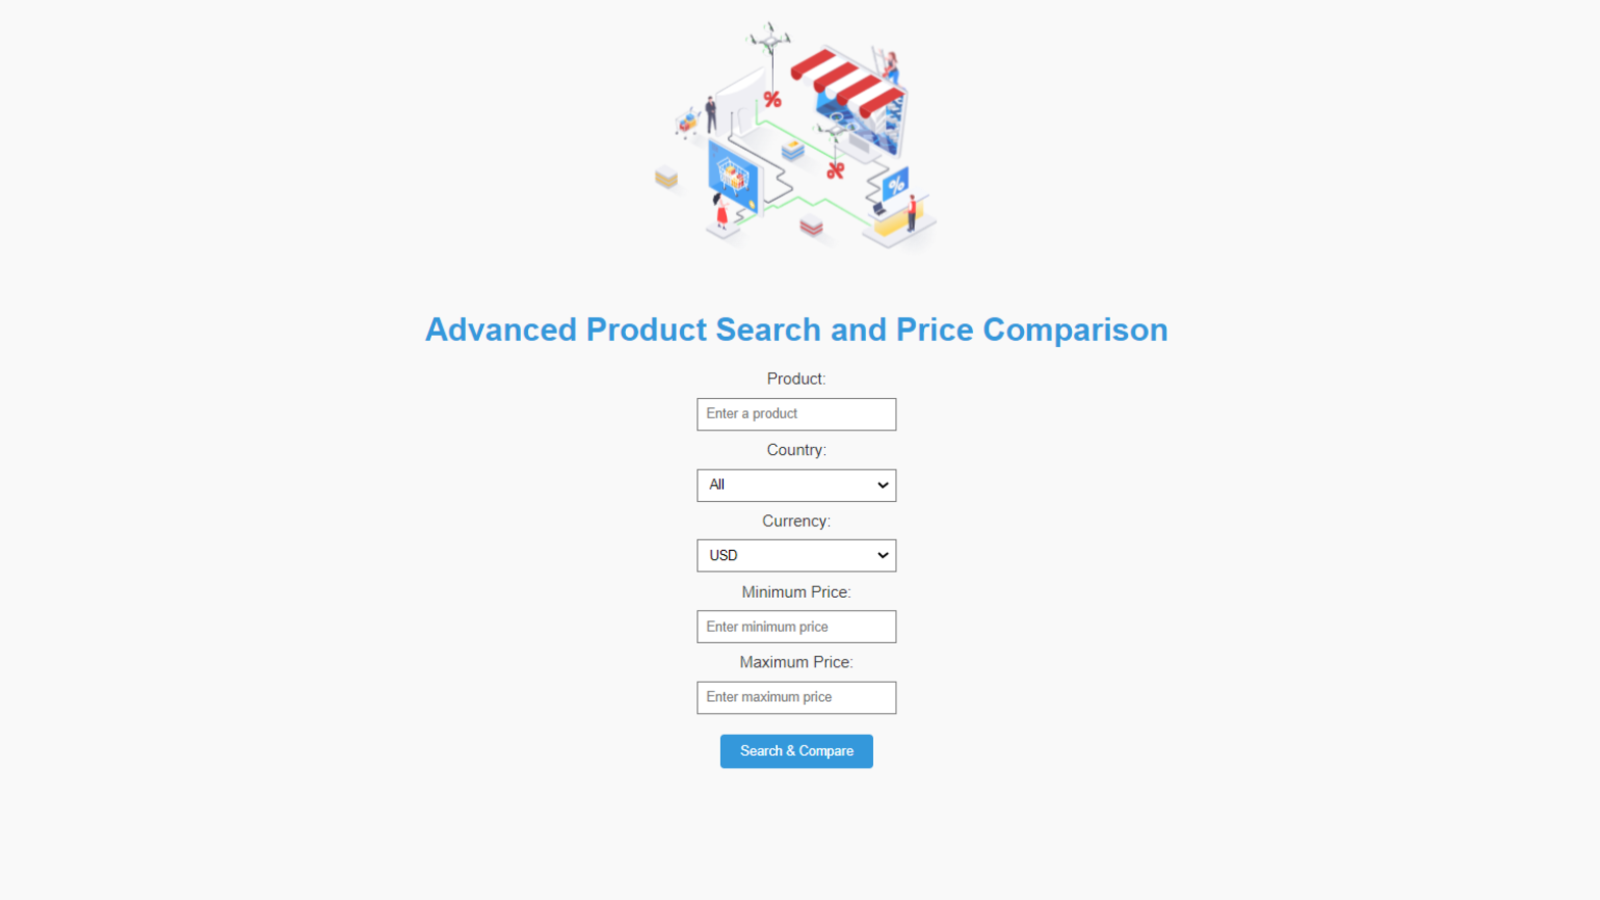 %
%
%
Advanced Product Search and Price Comparison
Product:
Enter a product
Country:
All
Currency:
USD
Minimum Price:
Enter minimum price
Maximum Price:
Enter maximum price
Search & Compare